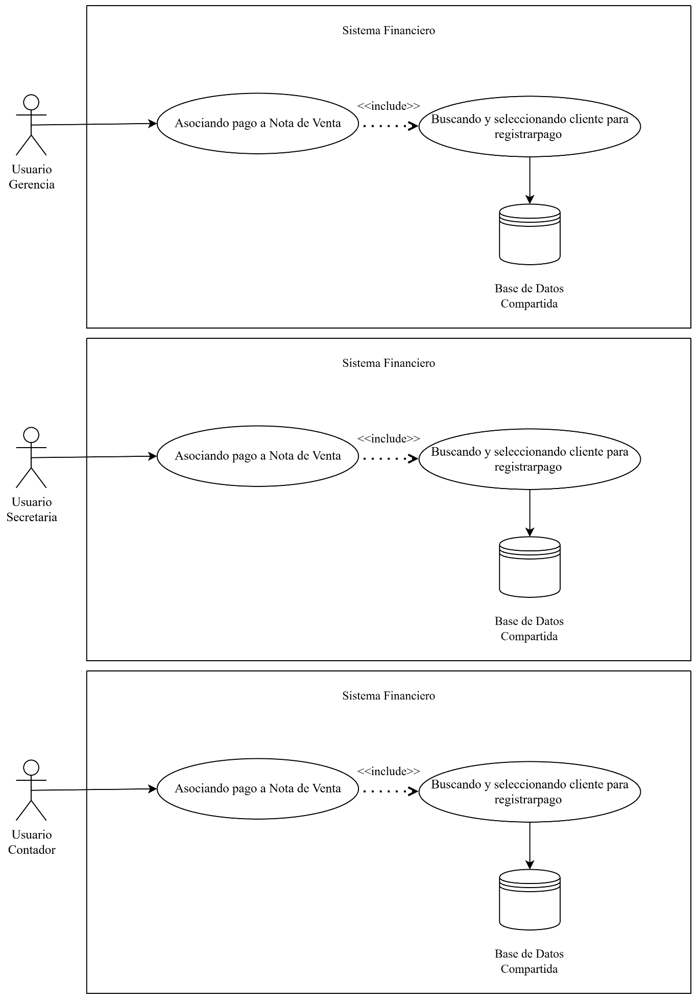 Sistema Financiero
Asociando pago a Nota de Venta
<<include>>
Buscando y seleccionando cliente para
registrarpago
Usuario
Gerencia
Base de Datos
Compartida
Sistema Financiero
Asociando pago a Nota de Venta
<<include>>
Buscando y seleccionando cliente para
registrarpago
Usuario
Secretaria
Base de Datos
Compartida
Sistema Financiero
Asociando pago a Nota de Venta
<<include>>
Buscando y seleccionando cliente para
registrarpago
Usuario
Contador
Base de Datos
Compartida